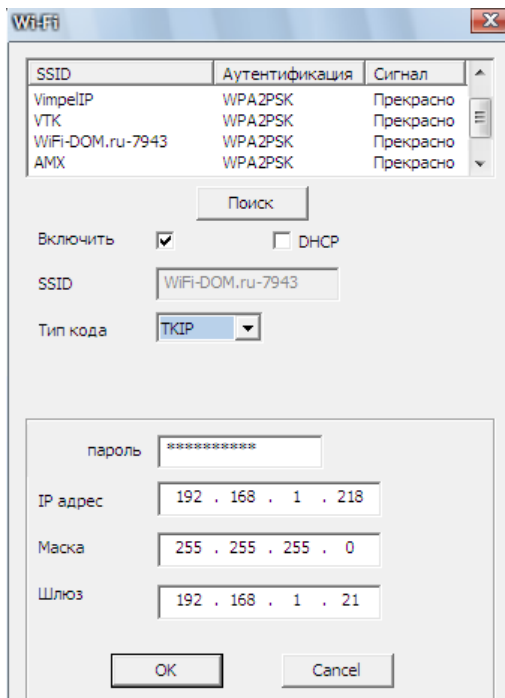 Wi-Fi
SSID Аутентификация Сигнал
VimpelIP WPA2PSK Прекрасно
VTK WPA2PSK Прекрасно
WiFi-DOM.ru-7943 WPA2PSK Прекрасно
AMX WPA2PSK Прекрасно
Поиск
Включить DHCP
SSID WiFi-DOM.ru-7943
Тип кода TKIP
пароль **********
IP адрес 192 . 168 . 1 . 218
Маска 255 . 255 . 255 . 0
Шлюз 192 . 168 . 1 . 21
OK Cancel